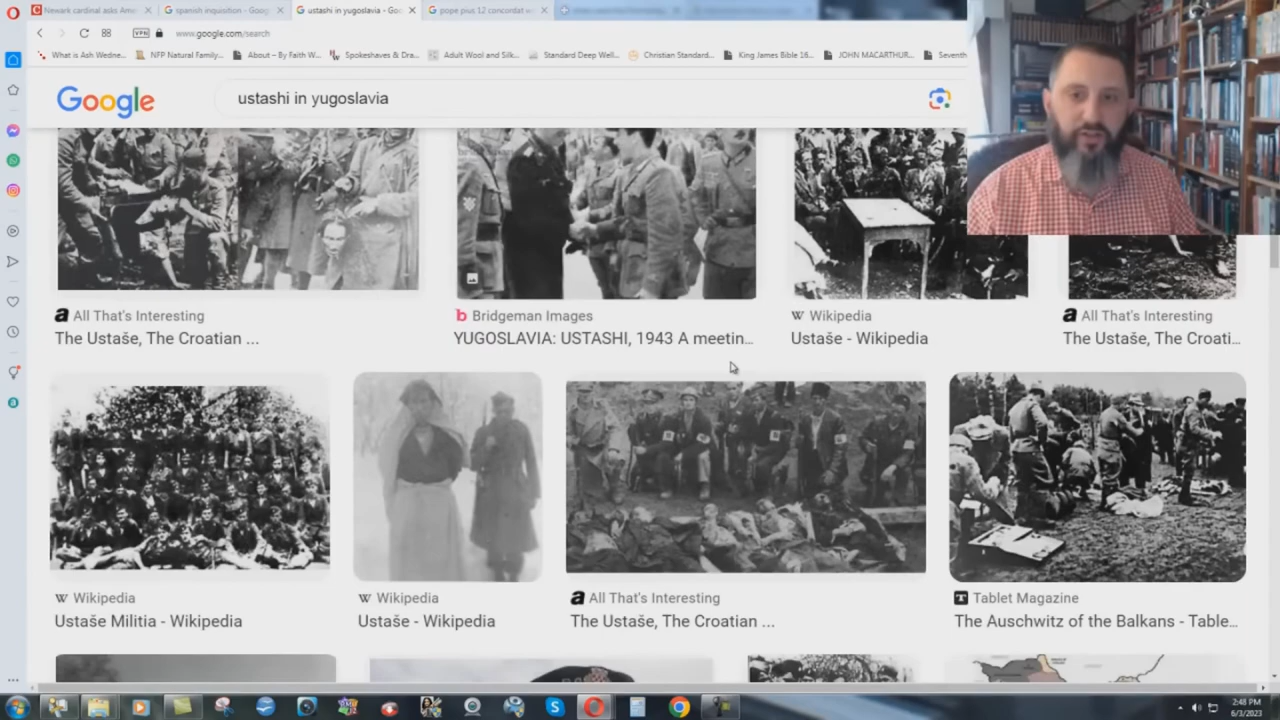 Newark cardinal asks Ame
spanish inquisition - Goog
ustashi in yugoslavia - Goo
pope pius 12 concordat w
VPN
www.google.com/search
What is Ash Wedne...
NFP Natural Family...
About – By Faith W...
Spokeshaves & Dra...
Adult Wool and Silk...
Standard Deep Well...
Christian Standard...
King James Bible 16...
JOHN MACARTHUR...
Seventh
Google
ustashi in yugoslavia
All That's Interesting
The Ustaše, The Croatian ...
Bridgeman Images
YUGOSLAVIA: USTASHI, 1943 A meetin...
Wikipedia
Ustaše - Wikipedia
All That's Interesting
The Ustaše, The Croati...
Wikipedia
Ustaše Militia - Wikipedia
Wikipedia
Ustaše - Wikipedia
All That's Interesting
The Ustaše, The Croatian ...
Tablet Magazine
The Auschwitz of the Balkans - Table...
2:48 PM
6/3/2023